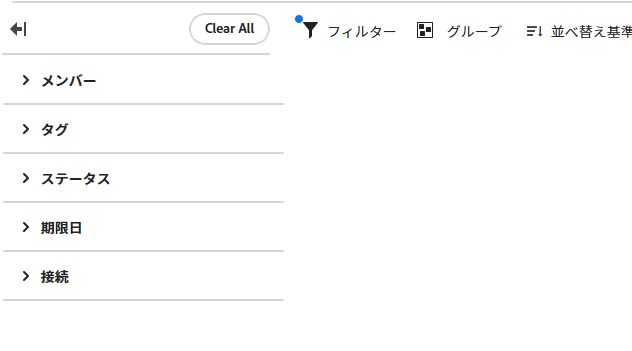 Clear All
フィルター
グループ
並べ替え基準
メンバー
タグ
ステータス
期限日
接続